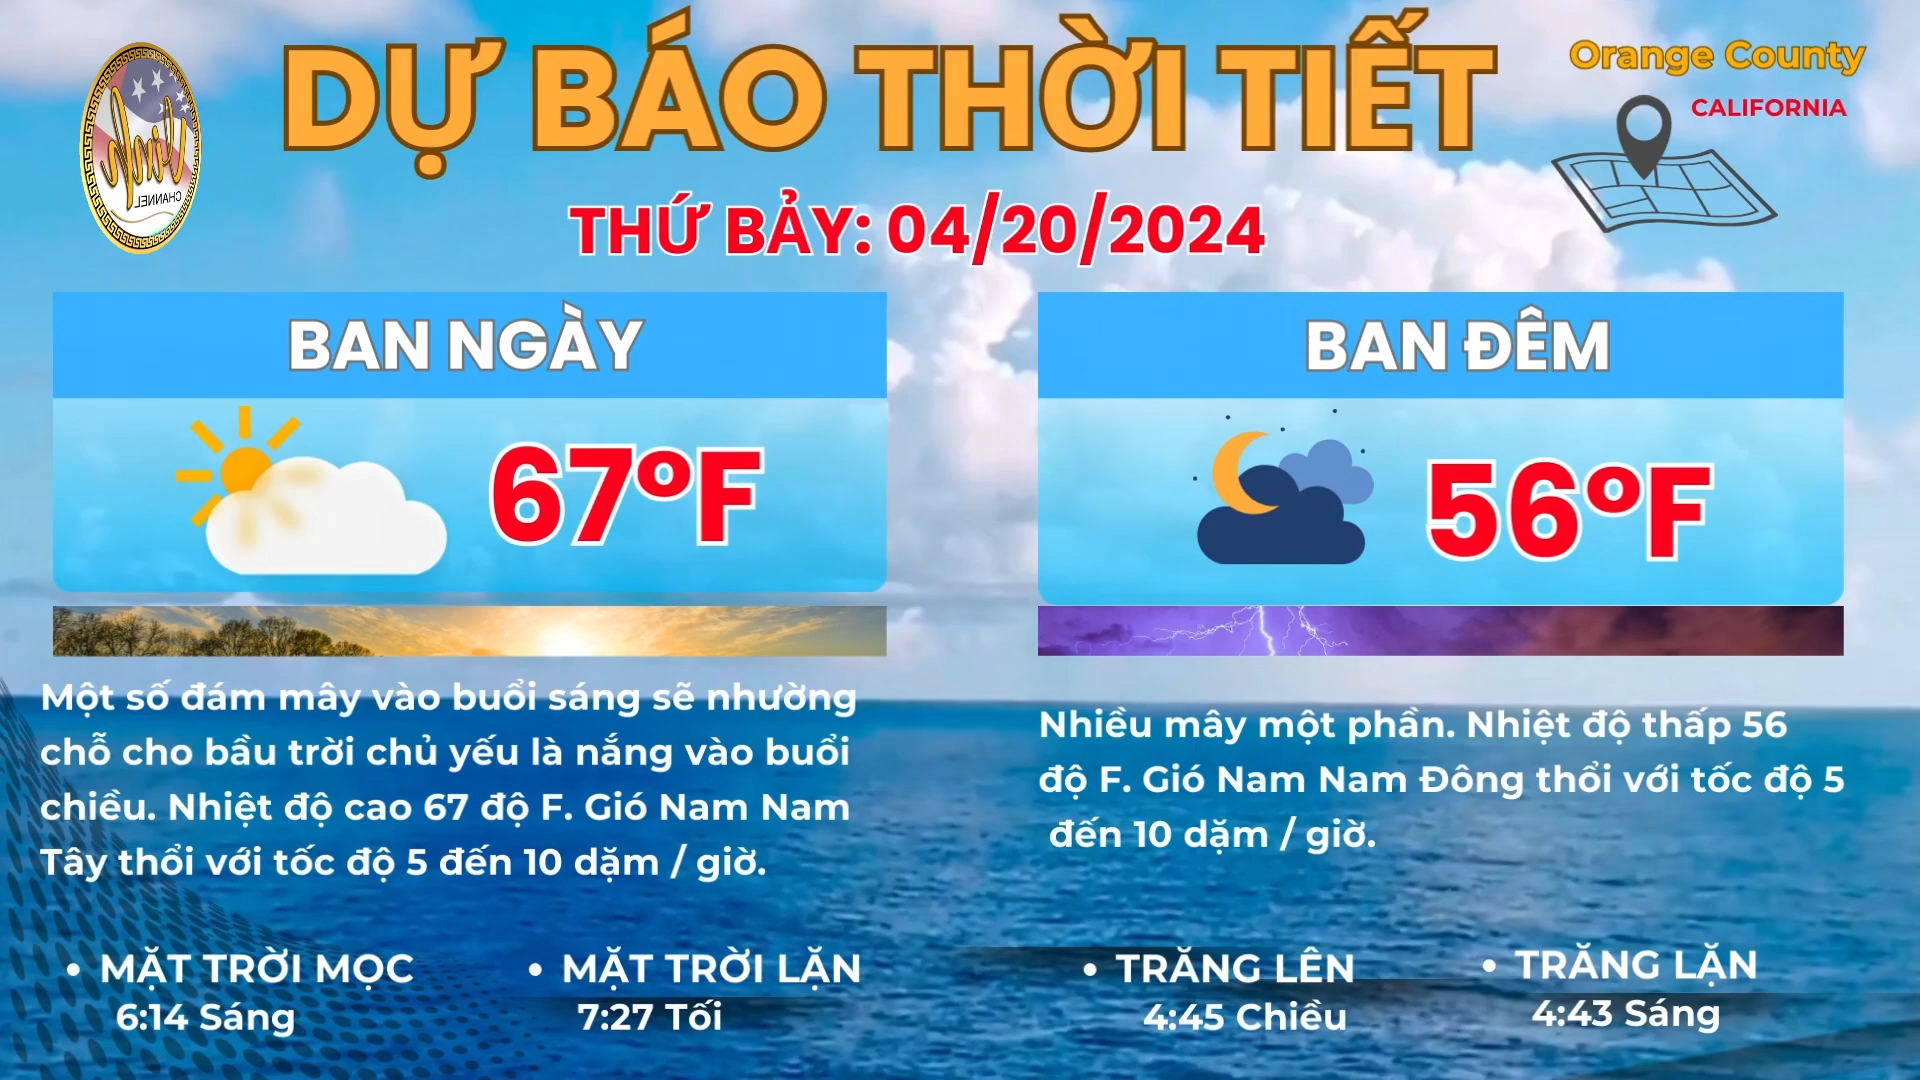 DỰ BÁO THỜI TIẾT
Orange County
CALIFORNIA
CHANNEL
THỨ BẢY: 04/20/2024
BAN NGÀY
67°F
Một số đám mây vào buổi sáng sẽ nhường
chỗ cho bầu trời chủ yếu là nắng vào buổi
chiều. Nhiệt độ cao 67 độ F. Gió Nam Nam
Tây thổi với tốc độ 5 đến 10 dặm / giờ.
• MẶT TRỜI MỌC
6:14 Sáng
• MẶT TRỜI LẶN
7:27 Tối
BAN ĐÊM
56°F
Nhiều mây một phần. Nhiệt độ thấp 56
độ F. Gió Nam Nam Đông thổi với tốc độ 5
đến 10 dặm / giờ.
• TRĂNG LÊN
4:45 Chiều
• TRĂNG LẶN
4:43 Sáng